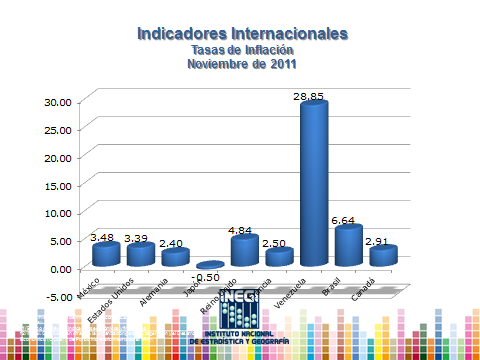 Indicadores Internacionales
Tasas de Inflación
Noviembre de 2011
30.00
25.00
20.00
15.00
10.00
5.00
0.00
-5.00
3.48
3.39
2.40
-0.50
4.84
2.50
28.85
6.64
2.91
México
Estados Unidos
Alemania
Japón
Reino Unido
Venezuela
Brasil
Canadá
INEGI
INSTITUTO NACIONAL
DE ESTADÍSTICA Y GEOGRAFÍA